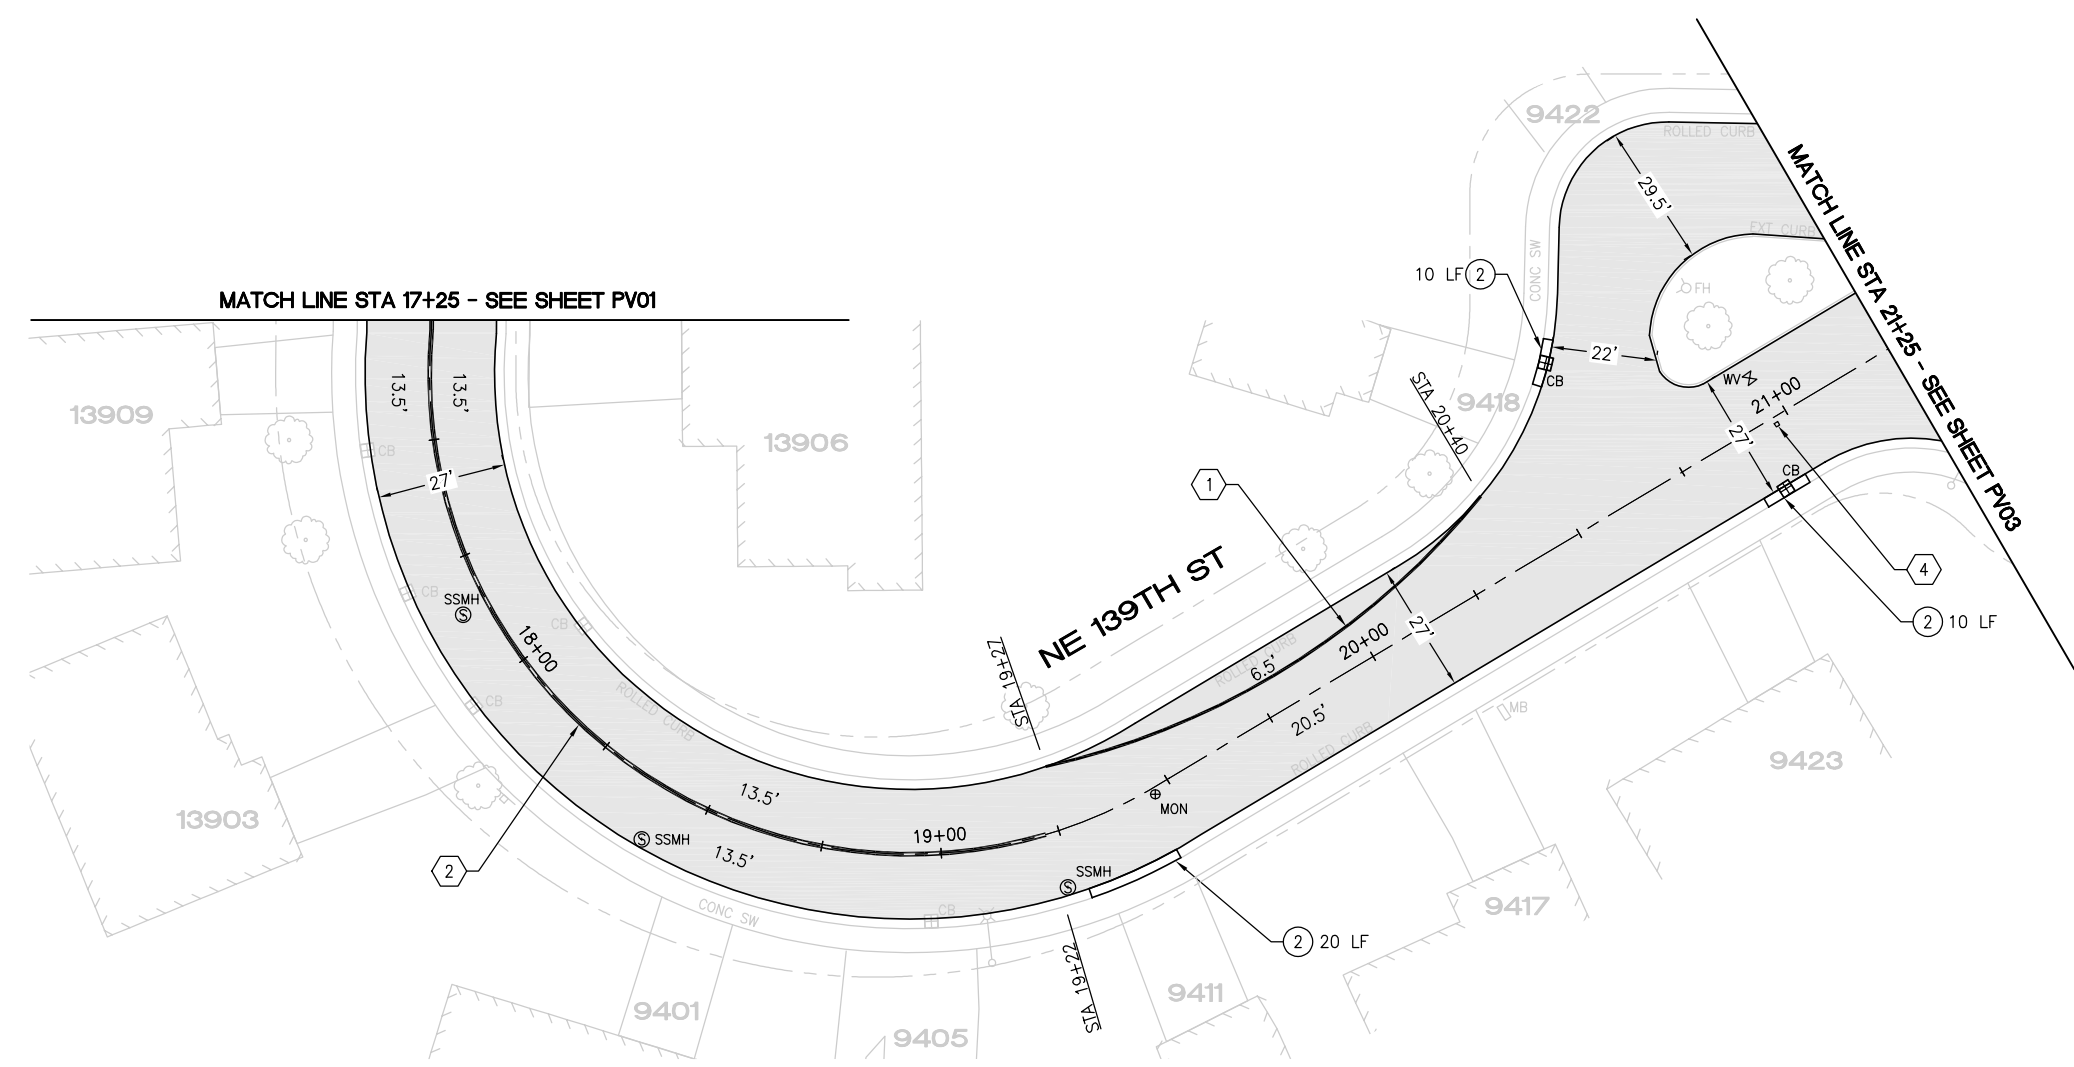 9422
ROLLED CURB
MATCH LINE STA 21+25 - SEE SHEET PV03
29.5'
EXT CURB
CONC SW
10 LF 2
FH
MATCH LINE STA 17+25 - SEE SHEET PV01
22'
CB
WV
21+00
13.5'
13.5'
13909
13906
9418
STA 20+40
27'
CB
CB
27'
1
4
2 10 LF
NE 139TH ST
CB
SSMH
CB
18+00
27'
20+00
6.5'
ROLLED CURB
STA 19+27
ROLLED CURB
CB
20.5'
ROLLED CURB
MB
9423
13903
13.5'
MON
19+00
SSMH
13.5'
2
SSMH
CONC SW
CB
9417
2 20 LF
STA 19+22
9411
9401
9405